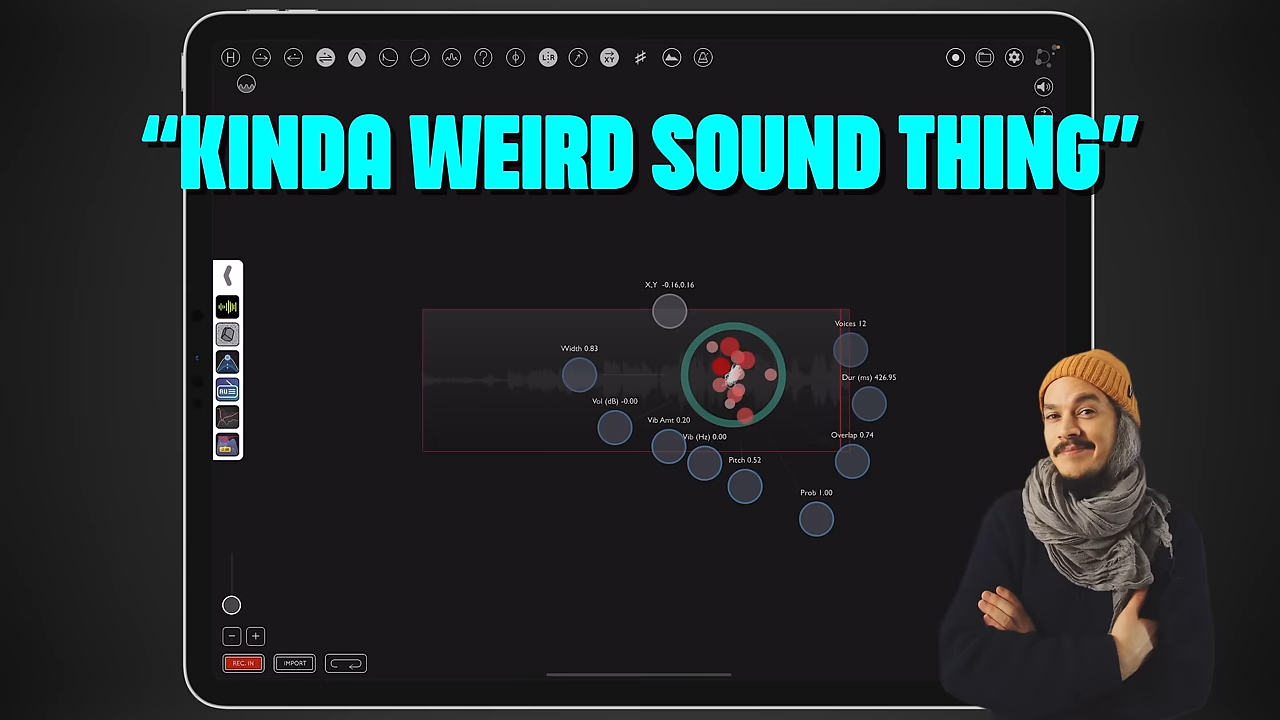 H
L:R
XY
“KINDA WEIRD SOUND THING”
X,Y -0.16,0.16
Voices 12
Width 0.83
Dur (ms) 426.95
Vol (dB) -0.00
Vib Amt 0.20
Vib (Hz) 0.00
Overlap 0.74
Pitch 0.52
Prob 1.00
REC. IN
IMPORT